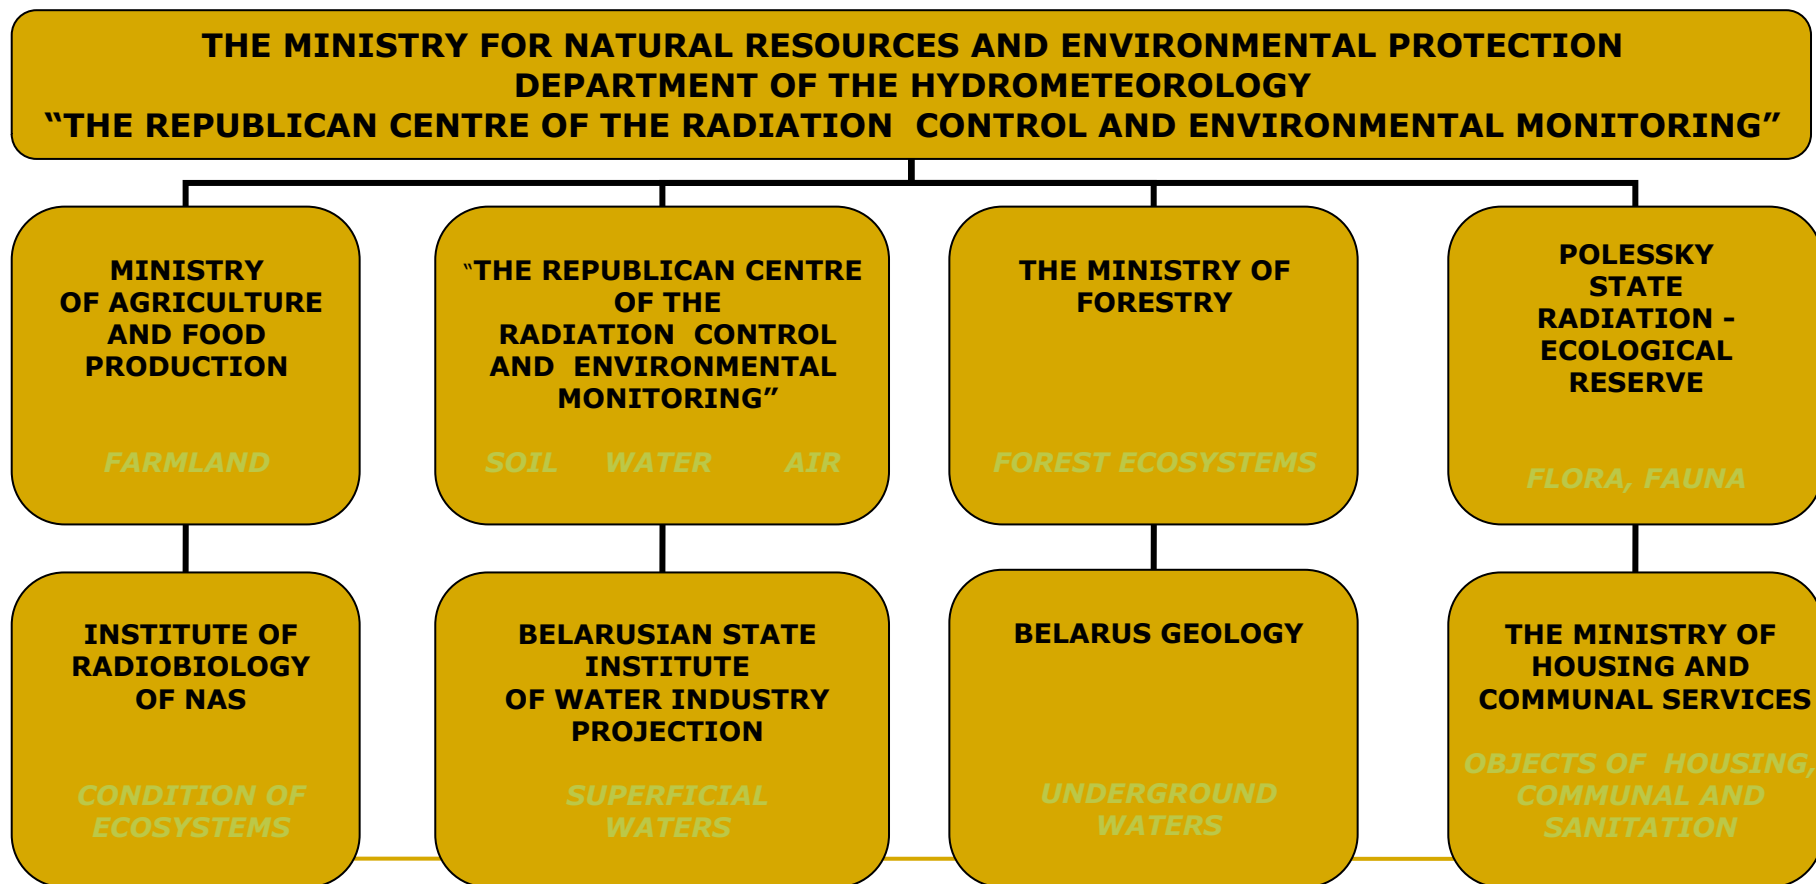 THE MINISTRY FOR NATURAL RESOURCES AND ENVIRONMENTAL PROTECTION
DEPARTMENT OF THE HYDROMETEOROLOGY
“THE REPUBLICAN CENTRE OF THE RADIATION CONTROL AND ENVIRONMENTAL MONITORING”
MINISTRY
OF AGRICULTURE
AND FOOD
PRODUCTION
FARMLAND
“THE REPUBLICAN CENTRE
OF THE
RADIATION CONTROL
AND ENVIRONMENTAL
MONITORING”
SOIL WATER AIR
THE MINISTRY OF
FORESTRY
FOREST ECOSYSTEMS
POLESSKY
STATE
RADIATION -
ECOLOGICAL
RESERVE
FLORA, FAUNA
INSTITUTE OF
RADIOBIOLOGY
OF NAS
CONDITION OF
ECOSYSTEMS
BELARUSIAN STATE
INSTITUTE
OF WATER INDUSTRY
PROJECTION
SUPERFICIAL
WATERS
BELARUS GEOLOGY
UNDERGROUND
WATERS
THE MINISTRY OF
HOUSING AND
COMMUNAL SERVICES
OBJECTS OF HOUSING,
COMMUNAL AND
SANITATION